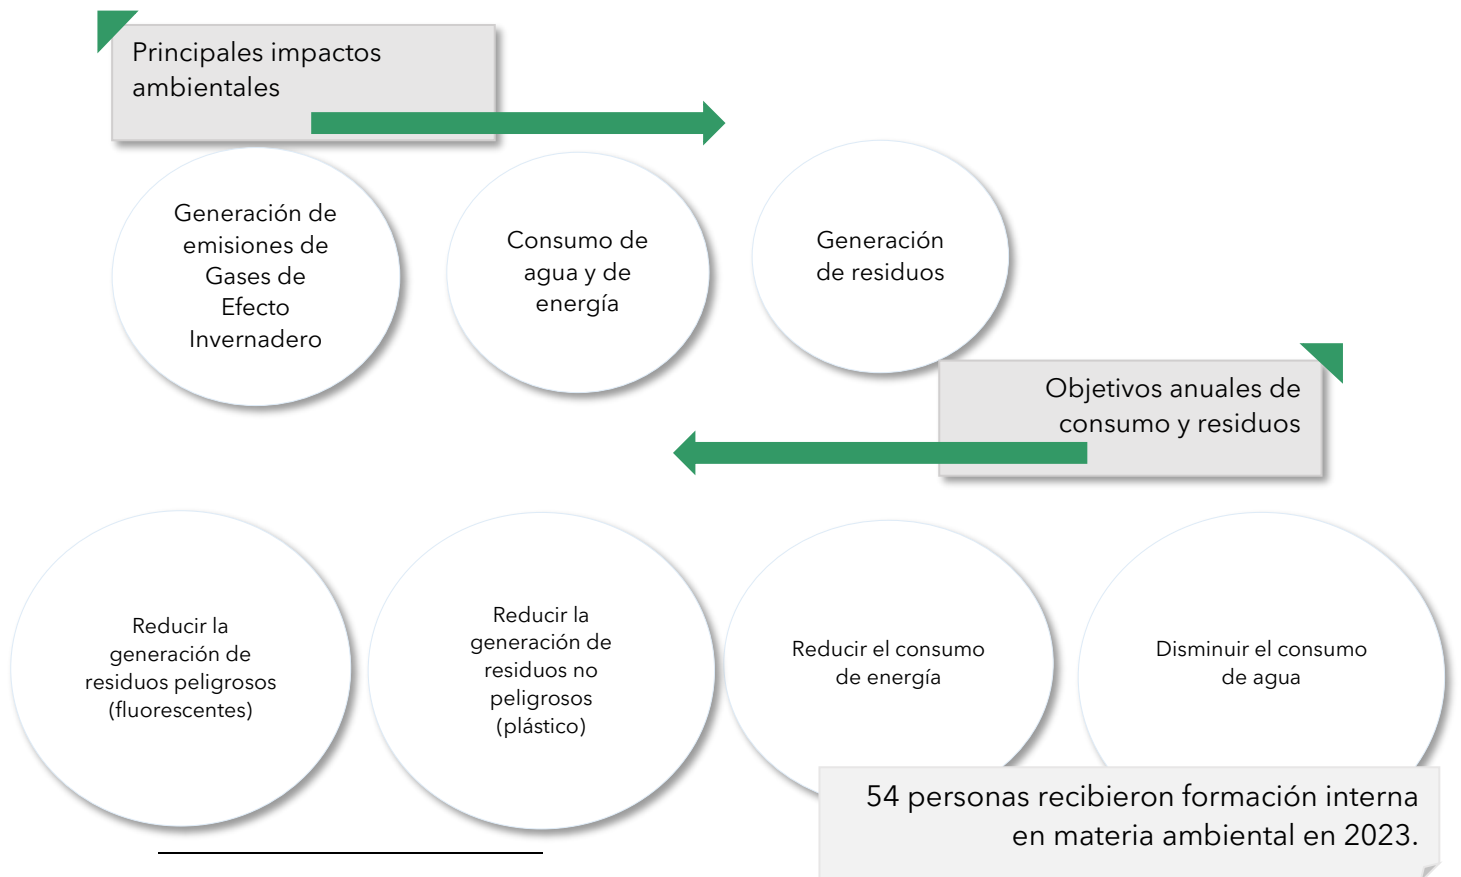 Principales impactos
ambientales
Generación de
emisiones de
Gases de
Efecto
Invernadero
Consumo de
agua y de
energía
Generación
de residuos
Objetivos anuales de
consumo y residuos
Reducir la
generación de
residuos peligrosos
(fluorescentes)
Reducir la
generación de
residuos no
peligrosos
(plástico)
Reducir el consumo
de energía
Disminuir el consumo
de agua
54 personas recibieron formación interna
en materia ambiental en 2023.